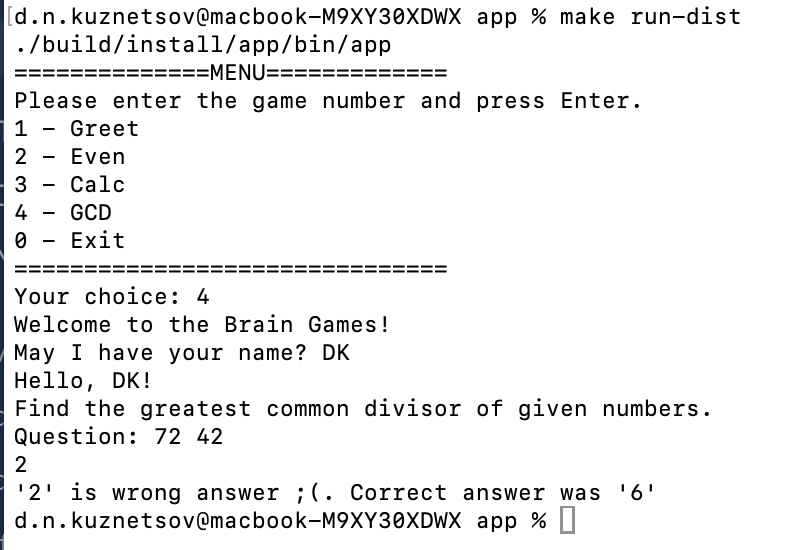 [d.n.kuznetsov@macbook-M9XY30XDWX app % make run-dist
./build/install/app/bin/app
==============MENU=============
Please enter the game number and press Enter.
1 – Greet
2 – Even
3 – Calc
4 – GCD
0 – Exit
===============================
Your choice: 4
Welcome to the Brain Games!
May I have your name? DK
Hello, DK!
Find the greatest common divisor of given numbers.
Question: 72 42
2
'2' is wrong answer ;(. Correct answer was '6'
d.n.kuznetsov@macbook-M9XY30XDWX app %